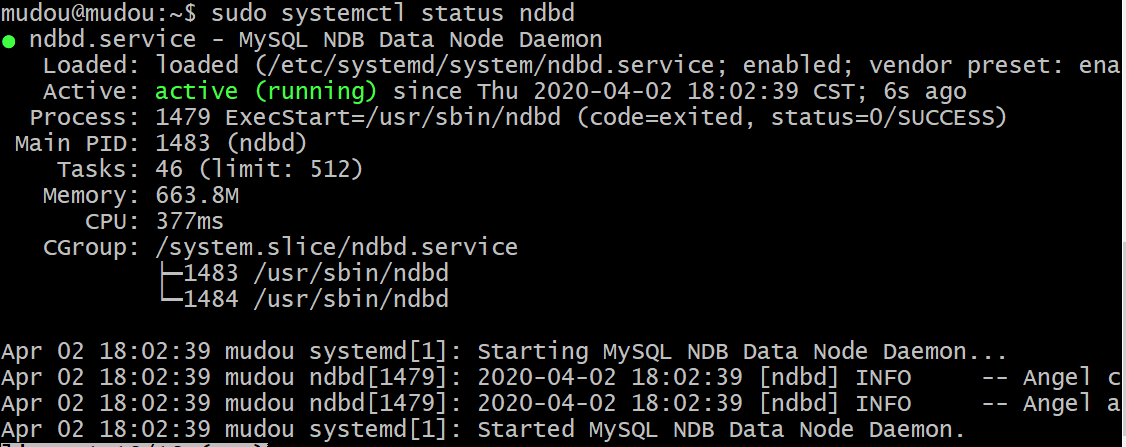 mudou@mudou:~$ sudo systemctl status ndbd
● ndbd.service - MySQL NDB Data Node Daemon
Loaded: loaded (/etc/systemd/system/ndbd.service; enabled; vendor preset: ena
Active: active (running) since Thu 2020-04-02 18:02:39 CST; 6s ago
Process: 1479 ExecStart=/usr/sbin/ndbd (code=exited, status=0/SUCCESS)
Main PID: 1483 (ndbd)
Tasks: 46 (limit: 512)
Memory: 663.8M
CPU: 377ms
CGroup: /system.slice/ndbd.service
├─1483 /usr/sbin/ndbd
└─1484 /usr/sbin/ndbd
Apr 02 18:02:39 mudou systemd[1]: Starting MySQL NDB Data Node Daemon...
Apr 02 18:02:39 mudou ndbd[1479]: 2020-04-02 18:02:39 [ndbd] INFO -- Angel c
Apr 02 18:02:39 mudou ndbd[1479]: 2020-04-02 18:02:39 [ndbd] INFO -- Angel a
Apr 02 18:02:39 mudou systemd[1]: Started MySQL NDB Data Node Daemon.